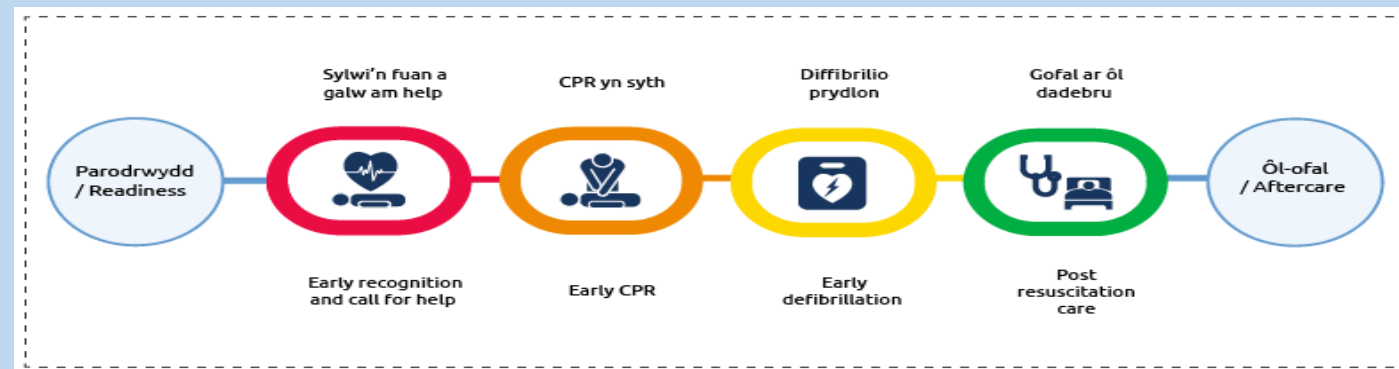 Sylwi'n fuan a
galw am help
CPR yn syth
Diffibrilio
prydlon
Gofal ar ôl
dadebru
Parodrwydd
/ Readiness
Ôl-ofal
/ Aftercare
Early recognition
and call for help
Early CPR
Early
defibrillation
Post
resuscitation
care